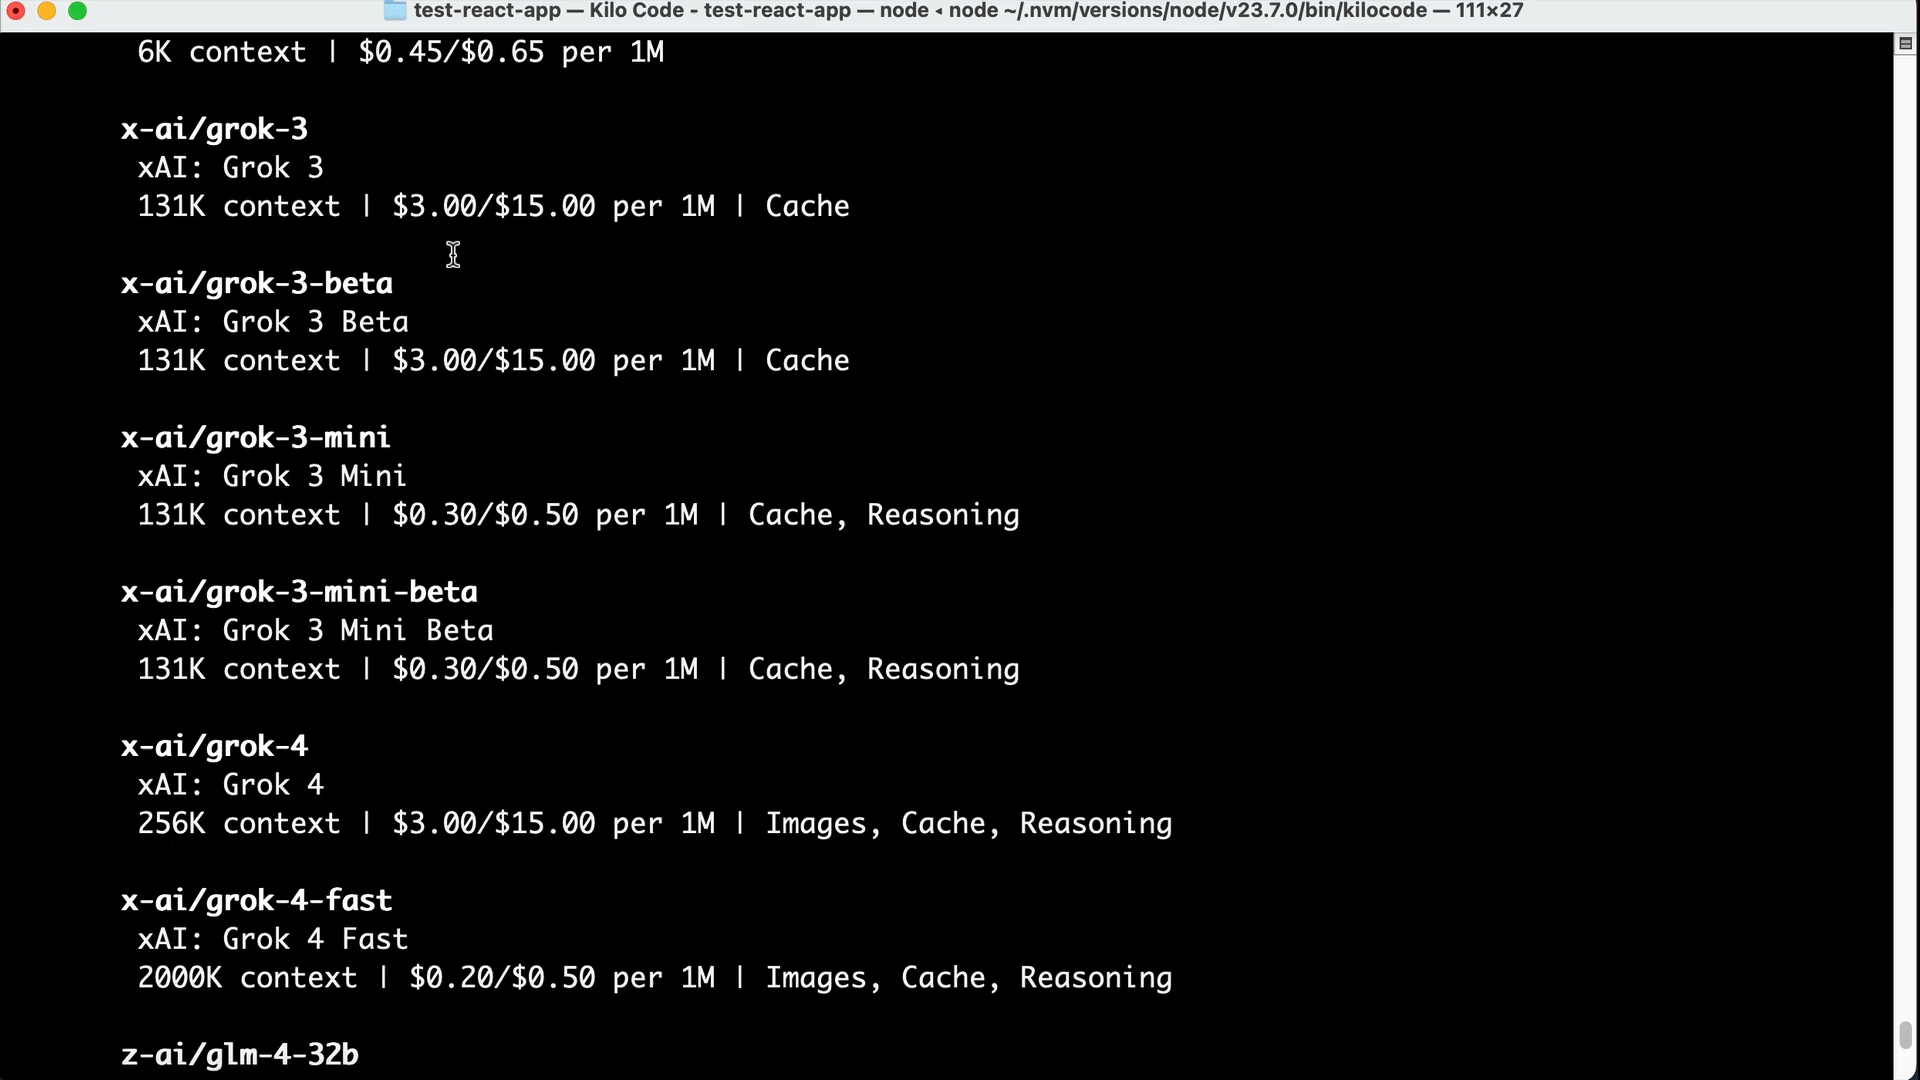 test-react-app — Kilo Code - test-react-app — node ◂ node ~/.nvm/versions/node/v23.7.0/bin/kilocode — 111×27
6K context | $0.45/$0.65 per 1M
x-ai/grok-3
xAI: Grok 3
131K context | $3.00/$15.00 per 1M | Cache
x-ai/grok-3-beta
xAI: Grok 3 Beta
131K context | $3.00/$15.00 per 1M | Cache
x-ai/grok-3-mini
xAI: Grok 3 Mini
131K context | $0.30/$0.50 per 1M | Cache, Reasoning
x-ai/grok-3-mini-beta
xAI: Grok 3 Mini Beta
131K context | $0.30/$0.50 per 1M | Cache, Reasoning
x-ai/grok-4
xAI: Grok 4
256K context | $3.00/$15.00 per 1M | Images, Cache, Reasoning
x-ai/grok-4-fast
xAI: Grok 4 Fast
2000K context | $0.20/$0.50 per 1M | Images, Cache, Reasoning
z-ai/glm-4-32b